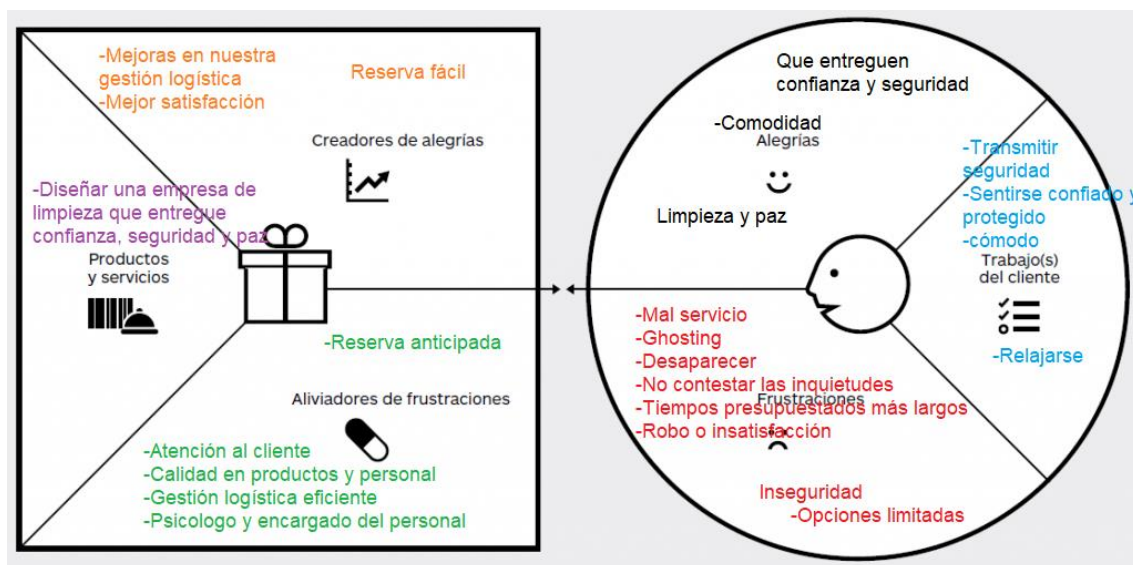 -Mejoras en nuestra
gestión logística
-Mejor satisfacción
Reserva fácil
Creadores de alegrías
-Diseñar una empresa de
limpieza que entregue
confianza, seguridad y paz
Productos
y servicios
-Reserva anticipada
Aliviadores de frustraciones
-Atención al cliente
-Calidad en productos y personal
-Gestión logística eficiente
-Psicologo y encargado del personal
Que entreguen
confianza y seguridad
-Comodidad
Alegrías
Limpieza y paz
-Transmitir
seguridad
-Sentirse confiado y
protegido
-cómodo
Trabajo(s)
del cliente
-Relajarse
-Mal servicio
-Ghosting
-Desaparecer
-No contestar las inquietudes
Frustraciones
-Tiempos presupuestados más largos
-Robo o insatisfacción
Inseguridad
-Opciones limitadas